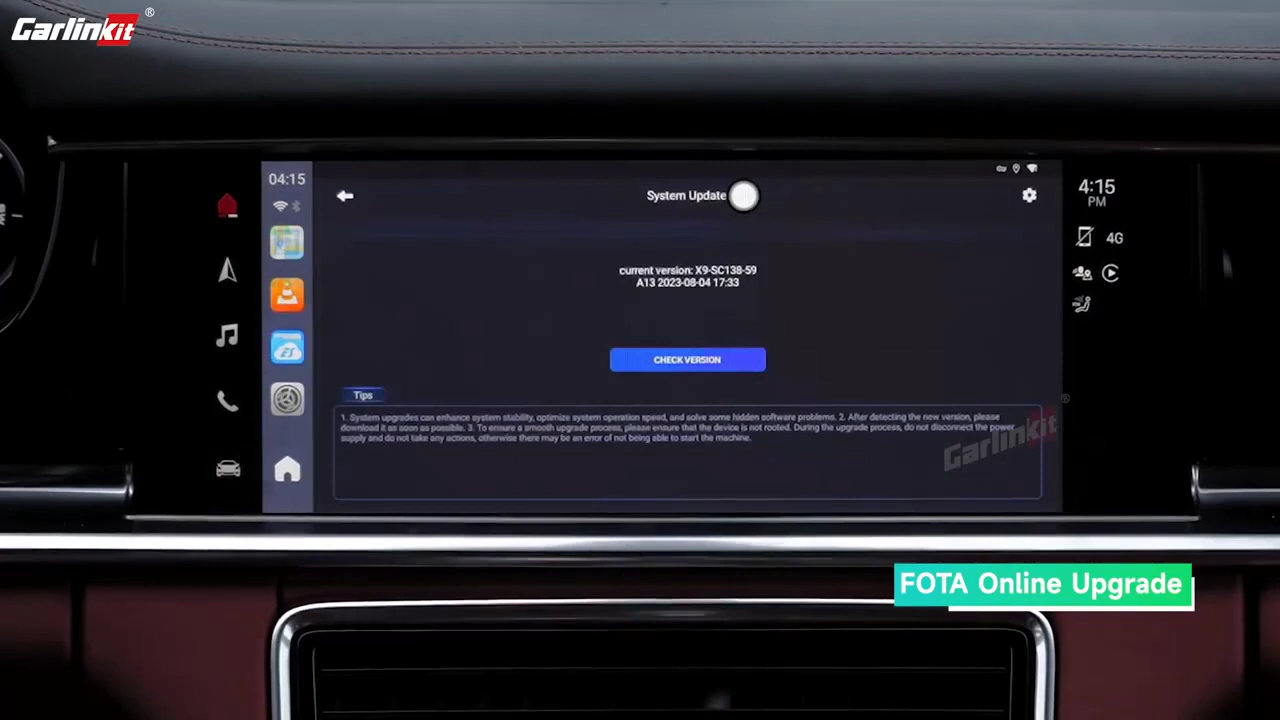 Carlinkit®
04:15
System Update
4:15
PM
4G
current version: X9-SC138-59
A13 2023-08-04 17:33
ES
CHECK VERSION
Tips
1. System upgrades can enhance system stability, optimize system operation speed, and solve some hidden software problems. 2. After detecting the new version, please
download it as soon as possible. 3. To ensure a smooth upgrade process, please ensure that the device is not rooted. During the upgrade process, do not disconnect the power
supply and do not take any actions, otherwise there may be an error of not being able to start the machine.
Carlinkit®
FOTA Online Upgrade